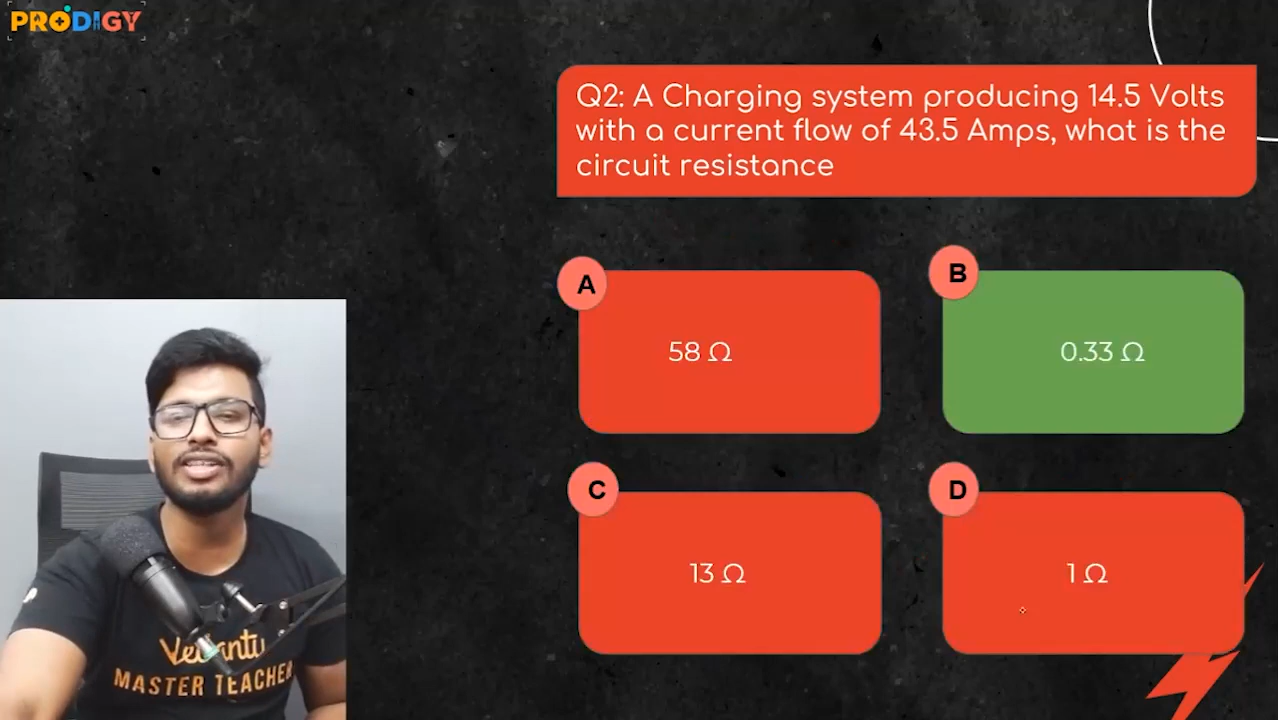 PRODIGY
Q2: A Charging system producing 14.5 Volts
with a current flow of 43.5 Amps, what is the
circuit resistance
A
58 Ω
B
0.33 Ω
C
13 Ω
D
1 Ω
Vedantu
MASTER TEACHER